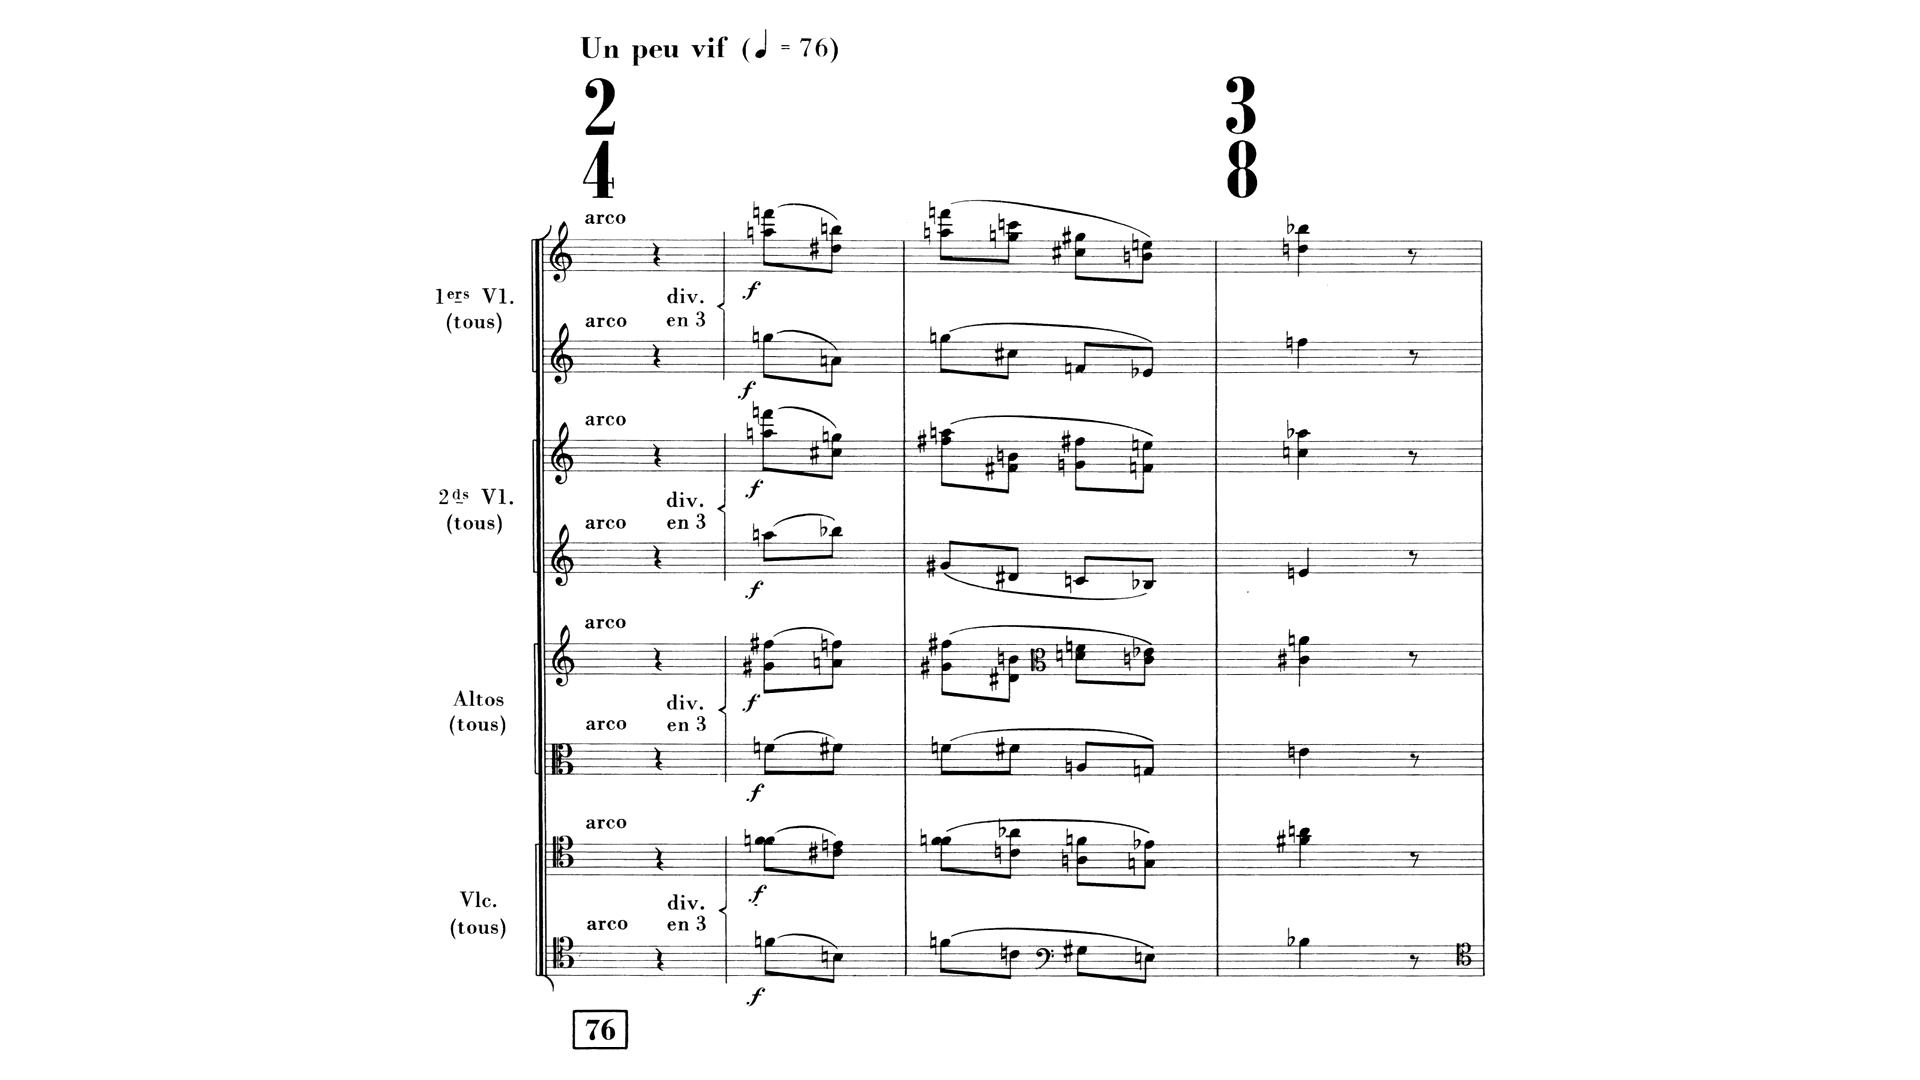 Un peu vif (♩ = 76)
2 3
4 8
arco
1ers Vl.
(tous)
div.
en 3
f
arco
f
arco
2ds Vl.
(tous)
div.
en 3
f
arco
f
arco
Altos
(tous)
div.
en 3
f
arco
f
arco
Vlc.
(tous)
div.
en 3
f
arco
f
76